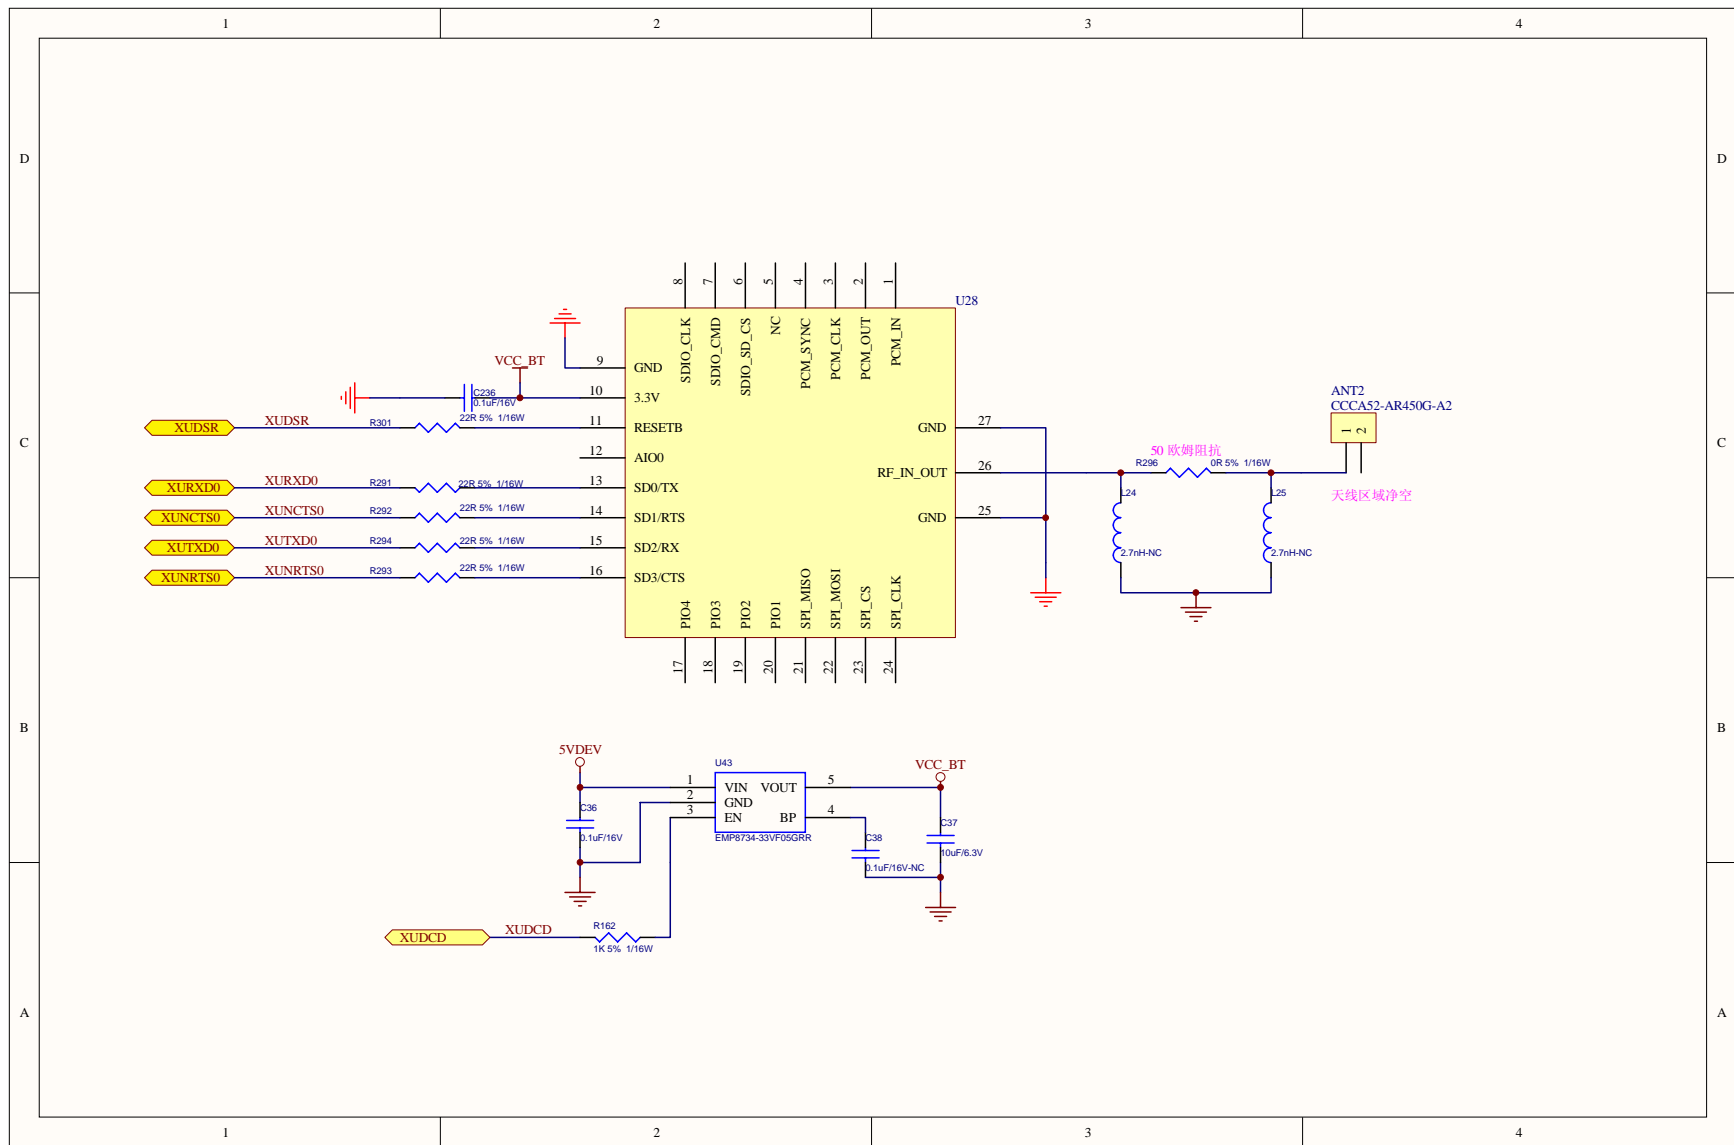 1 2 3 4
D D
8 7 6 5 4 3 2 1
U28
SDIO_CLK SDIO_CMD SDIO_SD_CS NC PCM_SYNC PCM_CLK PCM_OUT PCM_IN
9 GND
VCC_BT
10 3.3V
C236
0.1uF/16V
XUDSR XUDSR R301 22R 5% 1/16W 11 RESETB
12 AIO0
XURXD0 XURXD0 R291 22R 5% 1/16W 13 SD0/TX
XUNCTS0 XUNCTS0 R292 22R 5% 1/16W 14 SD1/RTS
XUTXD0 XUTXD0 R294 22R 5% 1/16W 15 SD2/RX
XUNRTS0 XUNRTS0 R293 22R 5% 1/16W 16 SD3/CTS
GND 27
RF_IN_OUT 26
GND 25
ANT2
CCCA52-AR450G-A2
1 2
50 欧姆阻抗
R296 0R 5% 1/16W
天线区域净空
L24 L25
2.7nH-NC 2.7nH-NC
C C
PIO4 PIO3 PIO2 PIO1 SPI_MISO SPI_MOSI SPI_CS SPI_CLK
17 18 19 20 21 22 23 24
B B
5VDEV
U43
VCC_BT
1 VIN VOUT 5
2 GND
3 EN BP 4
EMP8734-33VF05GRR
C36
0.1uF/16V
C38
0.1uF/16V-NC
C37
10uF/6.3V
XUDCD XUDCD R162
1K 5% 1/16W
A A
1 2 3 4